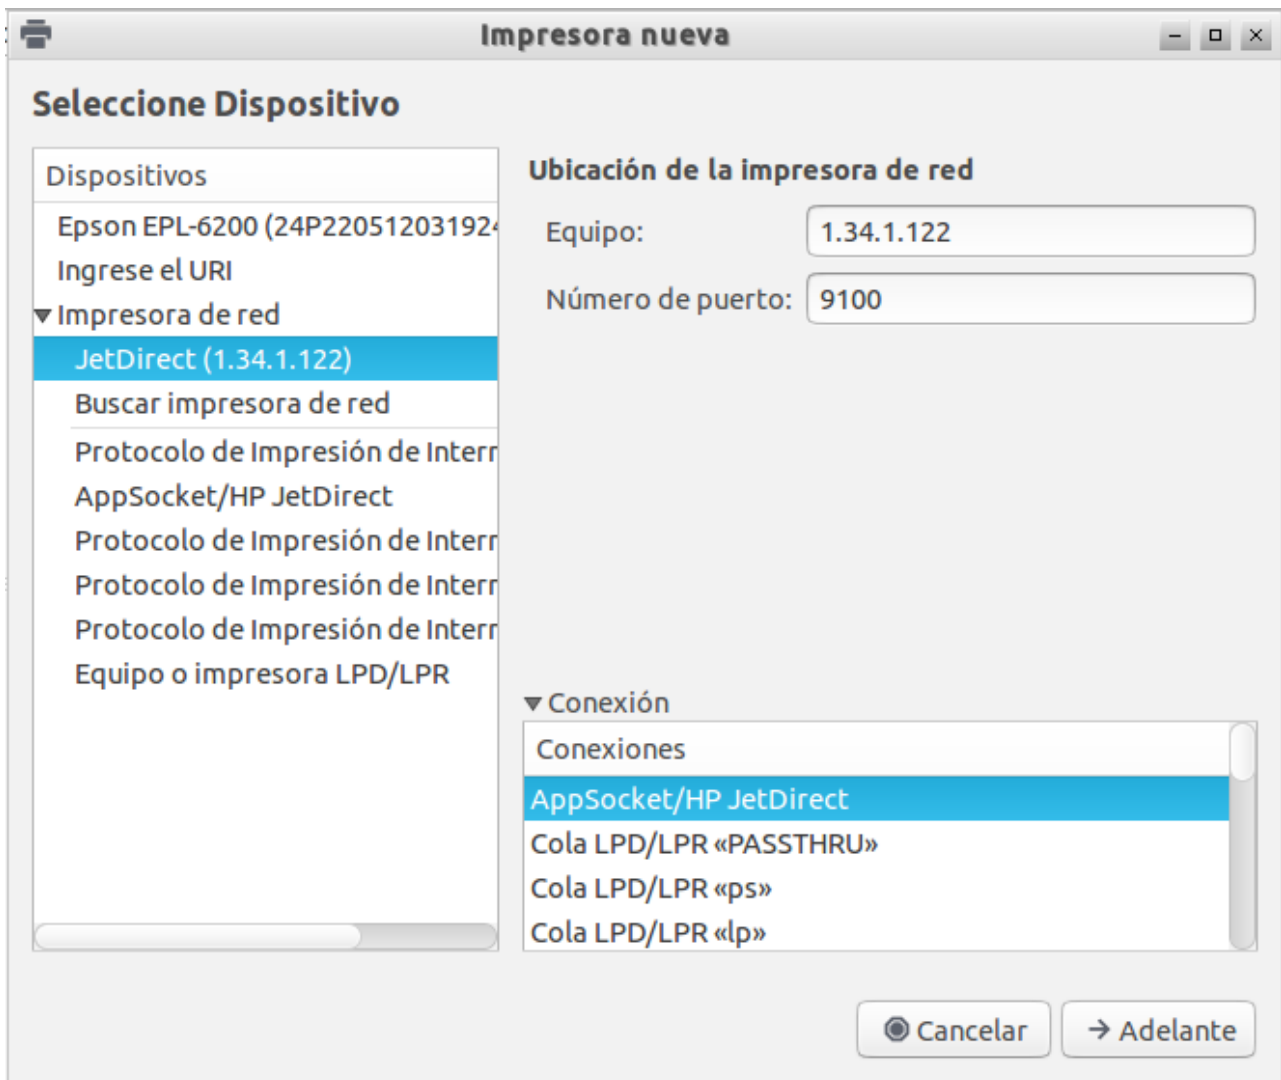 Impresora nueva
Seleccione Dispositivo
Dispositivos
Epson EPL-6200 (24P220512031924
Ingrese el URI
Impresora de red
JetDirect (1.34.1.122)
Buscar impresora de red
Protocolo de Impresión de Interr
AppSocket/HP JetDirect
Protocolo de Impresión de Interr
Protocolo de Impresión de Interr
Protocolo de Impresión de Interr
Equipo o impresora LPD/LPR
Ubicación de la impresora de red
Equipo: 1.34.1.122
Número de puerto: 9100
Conexión
Conexiones
AppSocket/HP JetDirect
Cola LPD/LPR «PASSTHRU»
Cola LPD/LPR «ps»
Cola LPD/LPR «lp»
Cancelar
Adelante